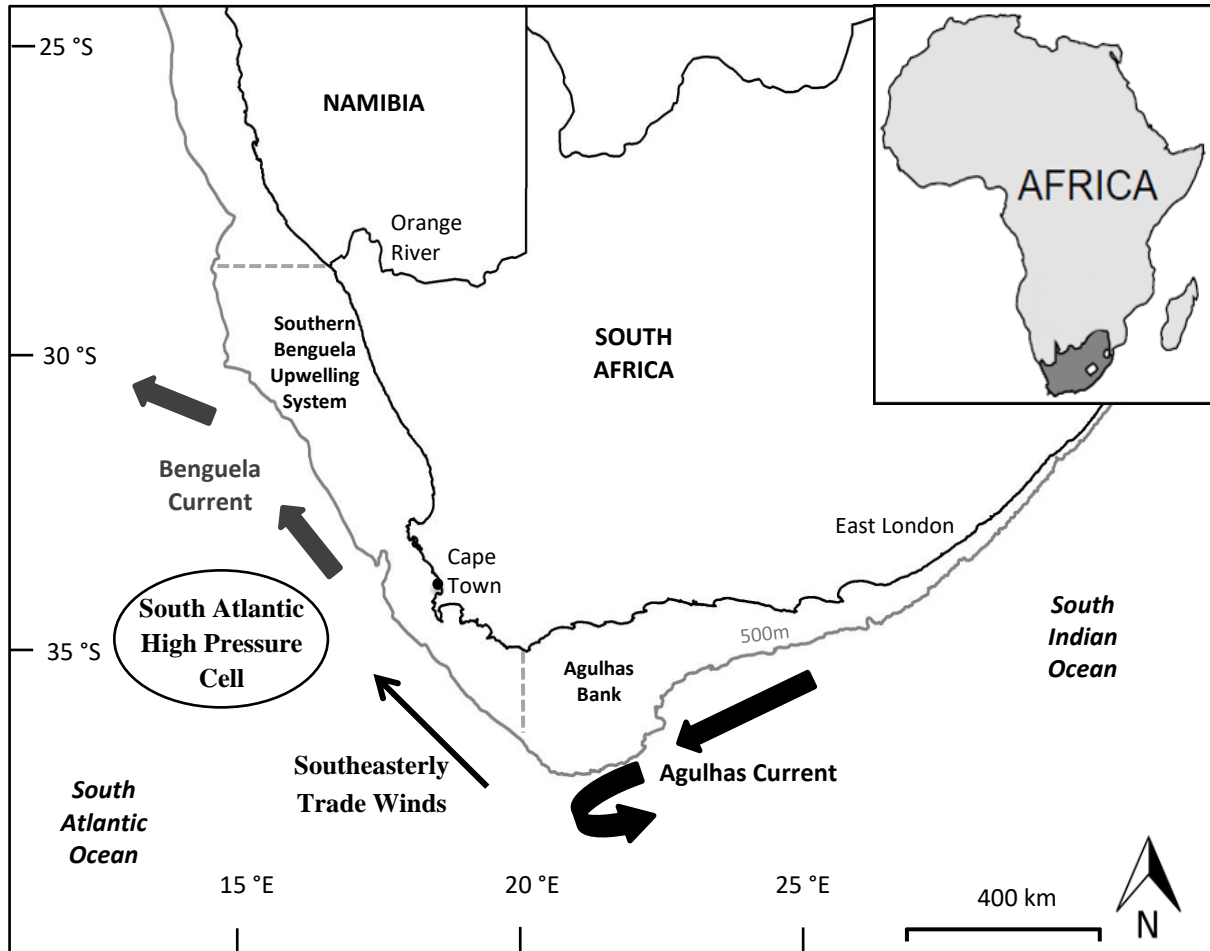 25 °S
NAMIBIA
AFRICA
Orange
River
Southern
Benguela
Upwelling
System
SOUTH
AFRICA
30 °S
Benguela
Current
East London
Cape
Town
South Atlantic
High Pressure
Cell
35 °S
500m
South
Indian
Ocean
Agulhas
Bank
Southeasterly
Trade Winds
Agulhas Current
South
Atlantic
Ocean
15 °E
20 °E
25 °E
400 km
N